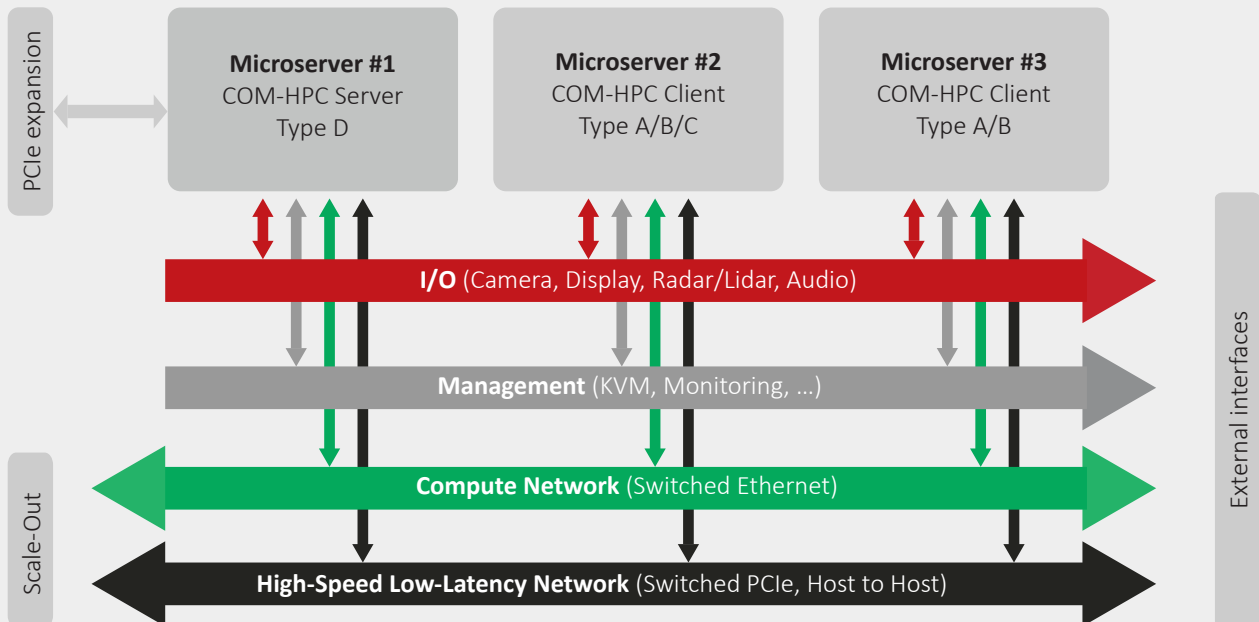 PCIe expansion
Microserver #1
COM-HPC Server
Type D
Microserver #2
COM-HPC Client
Type A/B/C
Microserver #3
COM-HPC Client
Type A/B
I/O (Camera, Display, Radar/Lidar, Audio)
Management (KVM, Monitoring, ...)
Compute Network (Switched Ethernet)
High-Speed Low-Latency Network (Switched PCIe, Host to Host)
Scale-Out
External interfaces